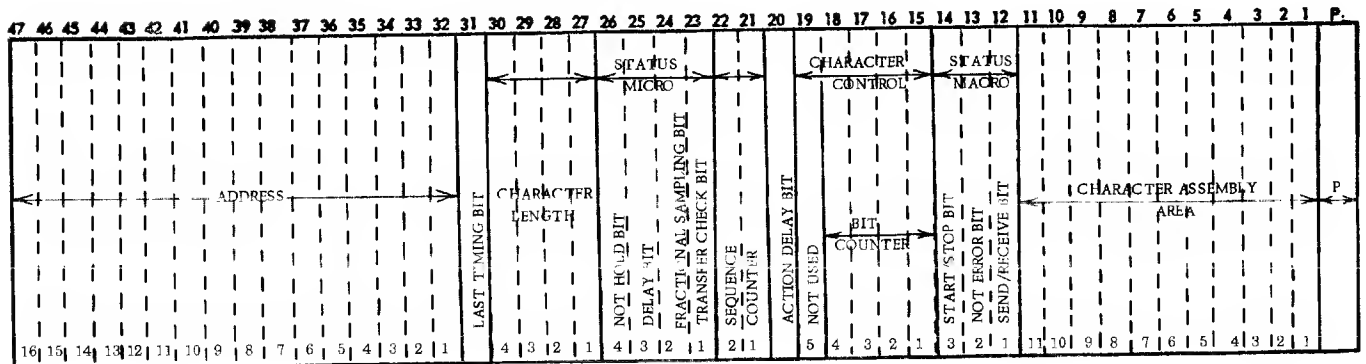 47 46 45 44 43 42 41 40 39 38 37 36 35 34 33 32 31 30 29 28 27 26 25 24 23 22 21 20 19 18 17 16 15 14 13 12 11 10 9 8 7 6 5 4 3 2 1 P.
STATUS
MICRO
CHARACTER
CONTROL
STATUS
MACRO
ADDRESS
LAST TIMING BIT
CHARACTER
LENGTH
NOT HOLD BIT
DELAY BIT
FRACTIONAL SAMPLING BIT
TRANSFER CHECK BIT
SEQUENCE
COUNTER
ACTION DELAY BIT
NOT USED
BIT
COUNTER
START/STOP BIT
NOT ERROR BIT
SEND/RECEIVE BIT
CHARACTER ASSEMBLY
AREA
P
16 15 14 13 12 11 10 9 8 7 6 5 4 3 2 1 4 3 2 1 4 3 2 1 2 1 5 4 3 2 1 3 2 1 11 10 9 8 7 6 5 4 3 2 1